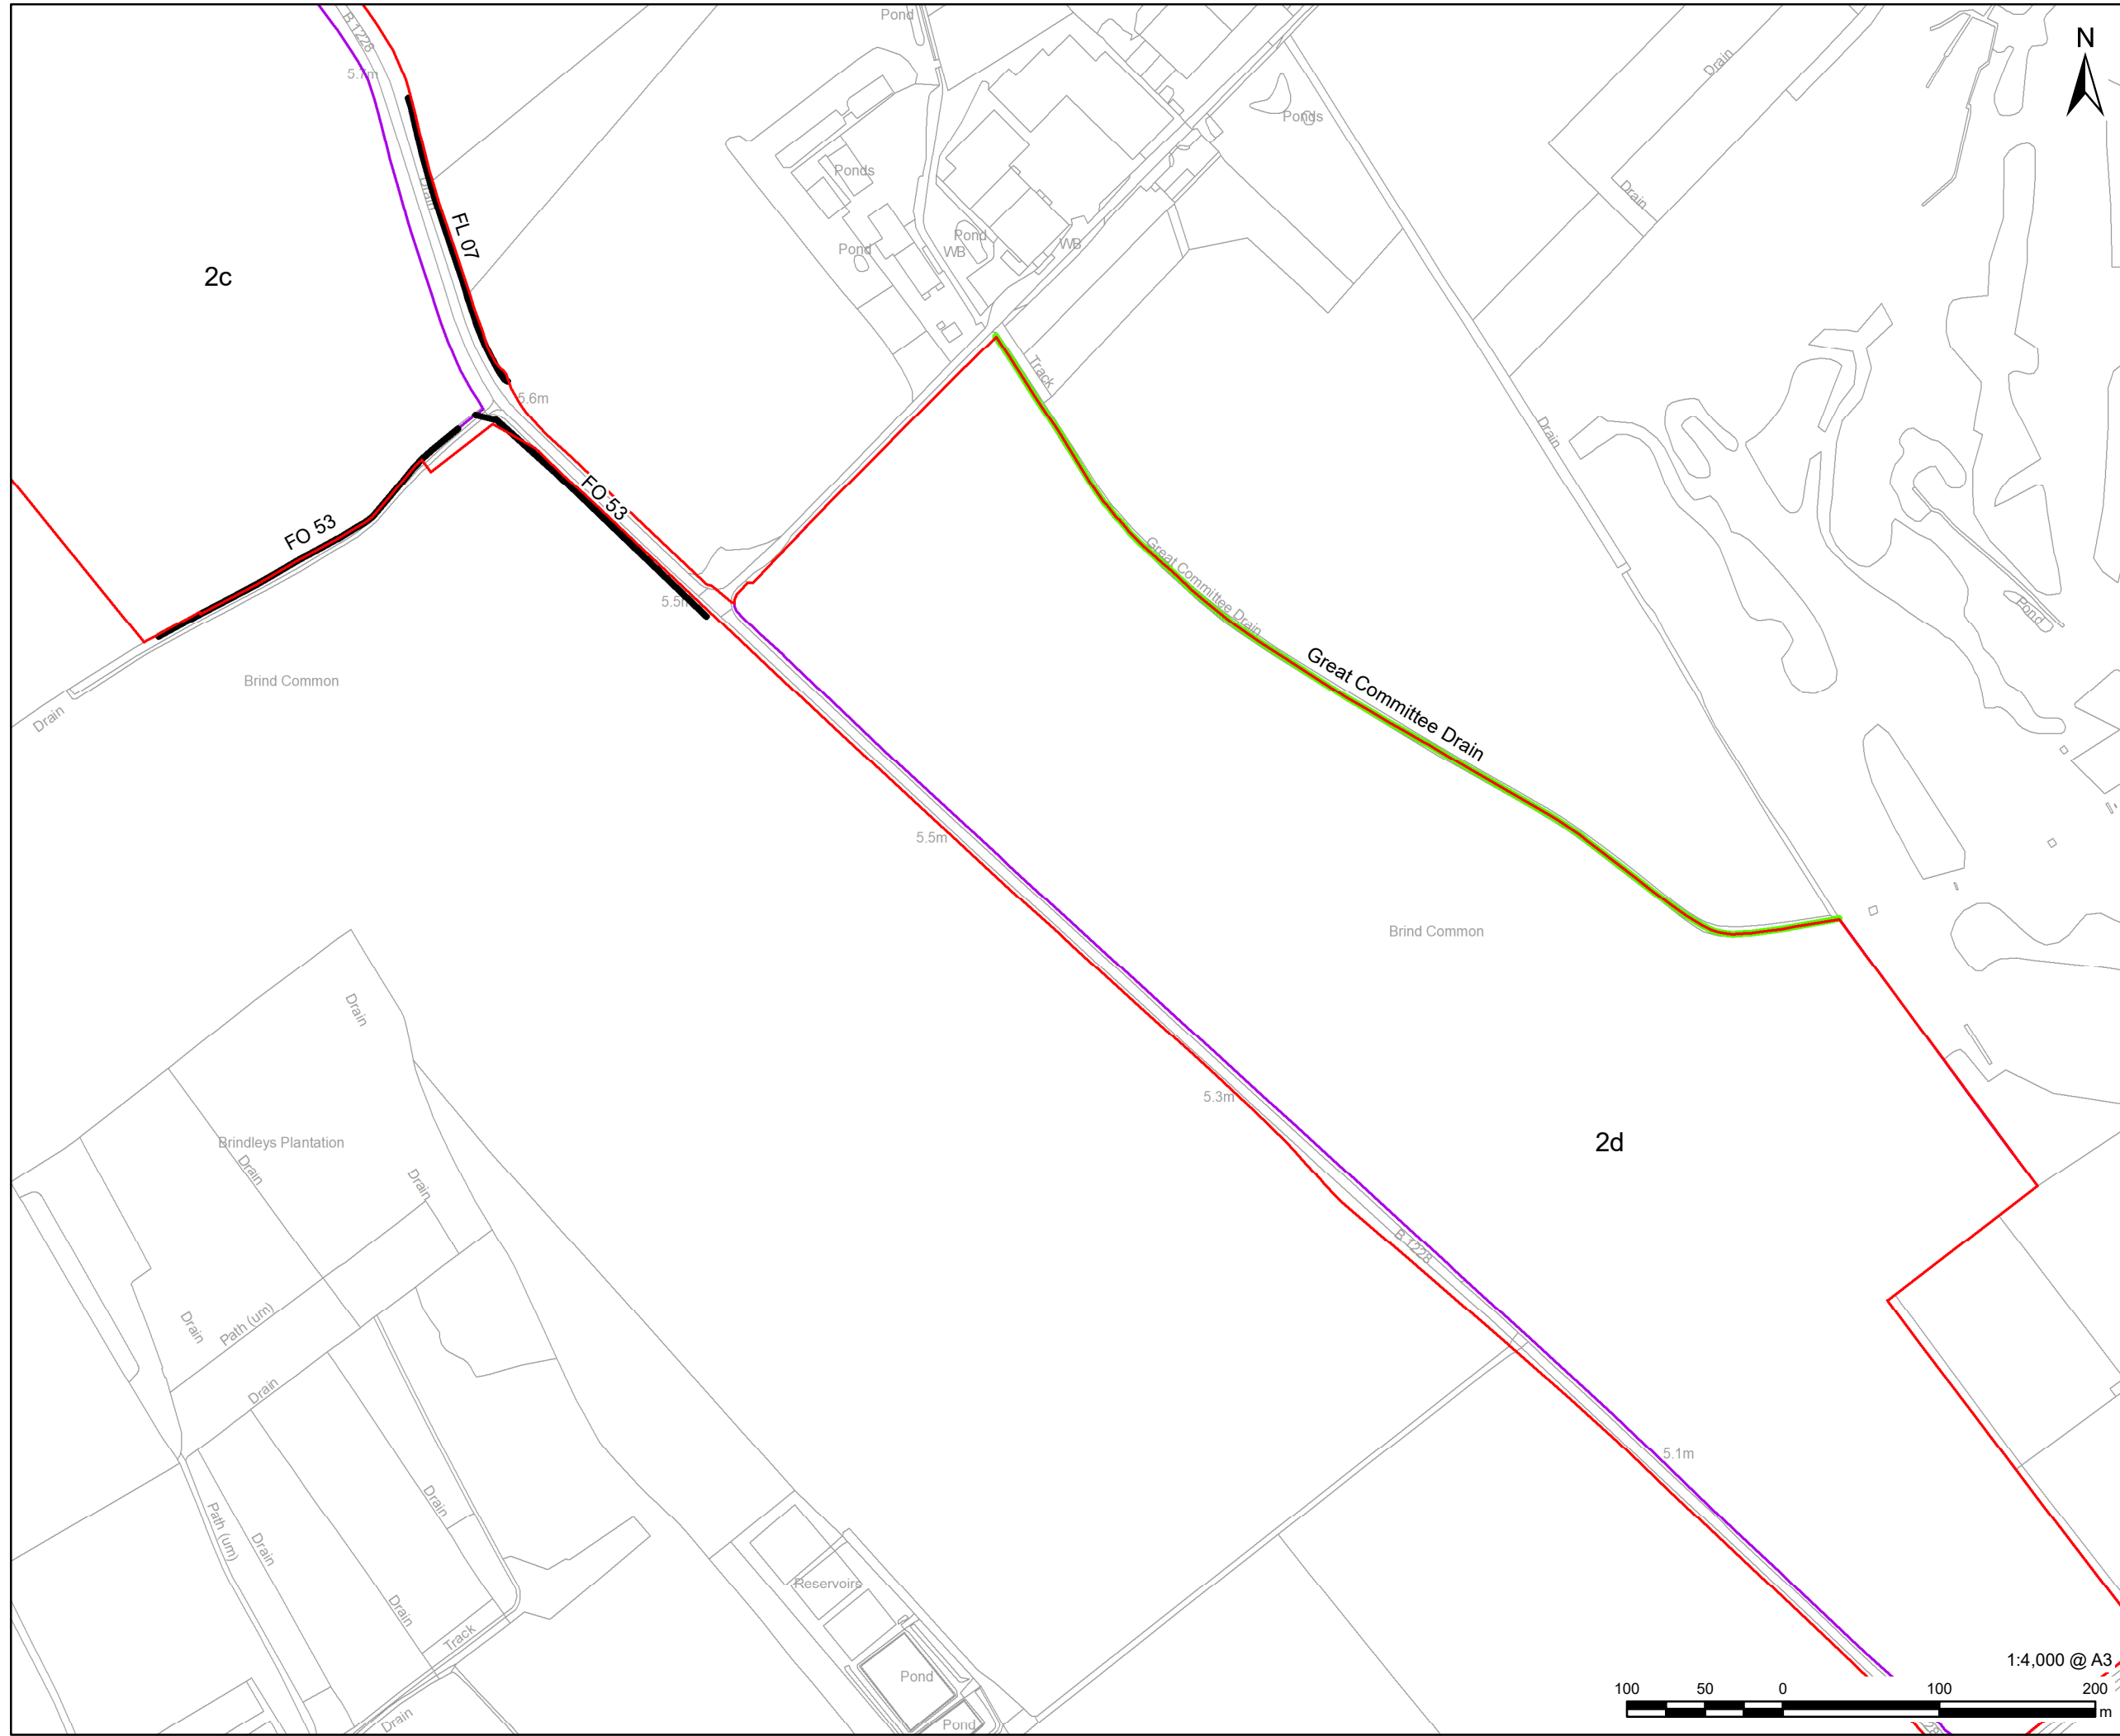 Pond
N
B 1228
5.7m
Drain
Ponds
Ponds
Drain
Drain
FL 07
Pond
WB
WB
Pond
2c
Track
5.6m
Drain
FO 53
FO 53
Great Committee Drain
5.5m
Pond
Great Committee Drain
Brind Common
Drain
5.5m
Brind Common
Drain
5.3m
2d
Brindleys Plantation
Drain
Drain
B 1228
Drain
Path (um)
Drain
5.1m
Drain
Path (um)
Drain
Reservoirs
Drain
Track
1:4,000 @ A3
Pond
100 50 0 100 200
m
Drain
Pond